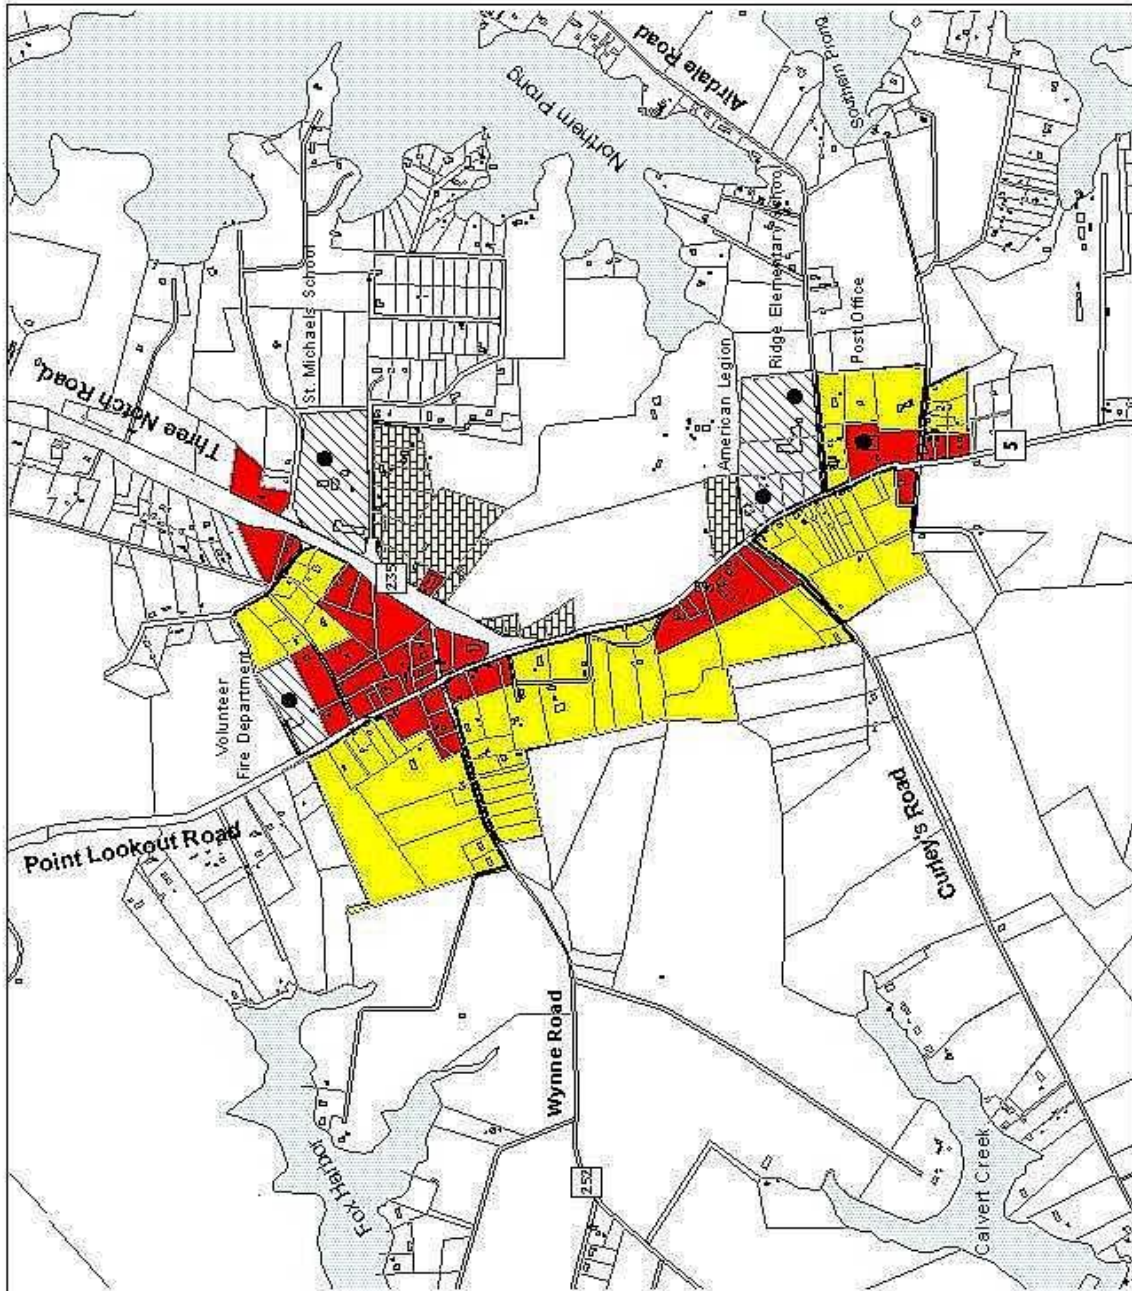 Airdale Road
Southern Prong
Northern Prong
Three Notch Road
St Michaels School
Ridge Elementary School
Post Office
American Legion
5
235
Volunteer
Fire Department
Point Lookout Road
Curley's Road
Wynne Road
252
Fox Harbor
Calvert Creek